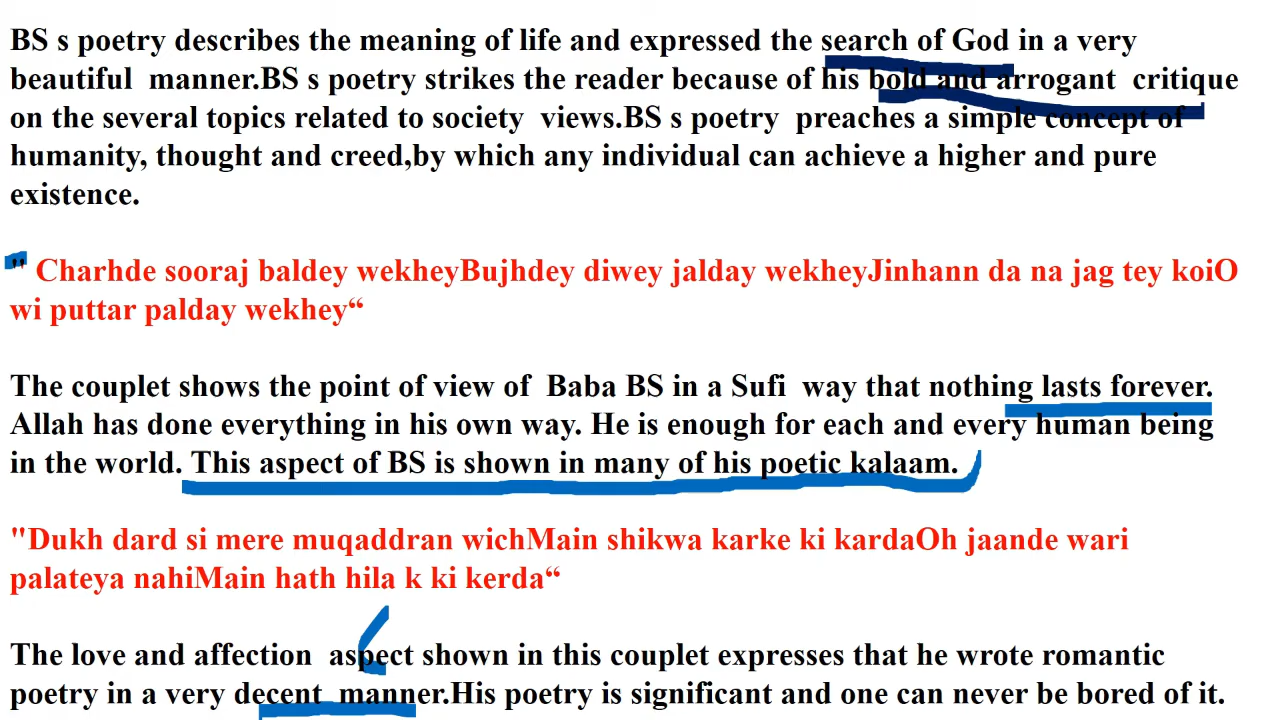 BS s poetry describes the meaning of life and expressed the search of God in a very
beautiful manner.BS s poetry strikes the reader because of his bold and arrogant critique
on the several topics related to society views.BS s poetry preaches a simple concept of
humanity, thought and creed,by which any individual can achieve a higher and pure
existence.
" Charhde sooraj baldey wekheyBujhdey diwey jalday wekheyJinhann da na jag tey koiO
wi puttar palday wekhey“
The couplet shows the point of view of Baba BS in a Sufi way that nothing lasts forever.
Allah has done everything in his own way. He is enough for each and every human being
in the world. This aspect of BS is shown in many of his poetic kalaam.
"Dukh dard si mere muqaddran wichMain shikwa karke ki kardaOh jaande wari
palateya nahiMain hath hila k ki kerda“
The love and affection aspect shown in this couplet expresses that he wrote romantic
poetry in a very decent manner.His poetry is significant and one can never be bored of it.